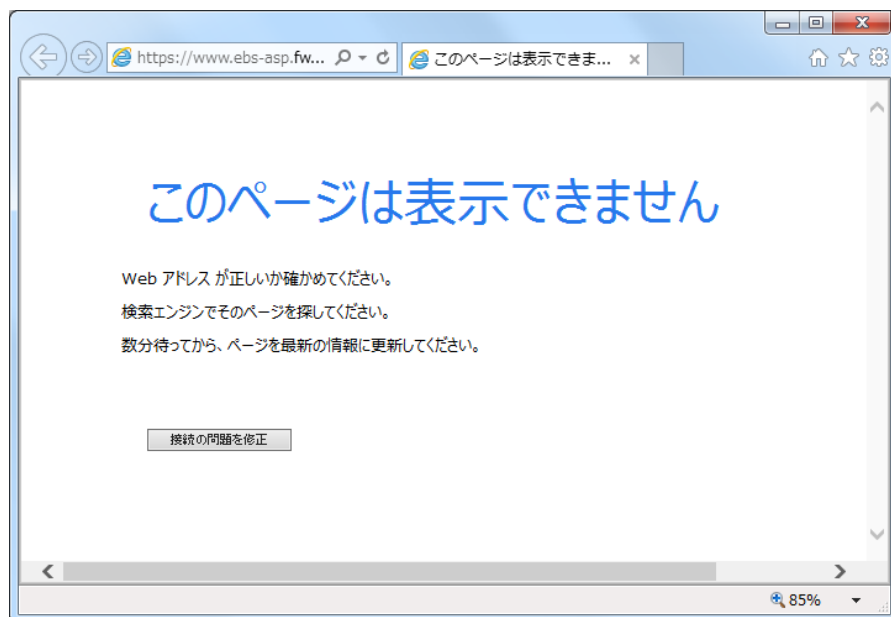 https://www.ebs-asp.fw...
このページは表示できま...
このページは表示できません
Web アドレス が正しいか確かめてください。
検索エンジンでそのページを探してください。
数分待ってから、ページを最新の情報に更新してください。
接続の問題を修正
85%